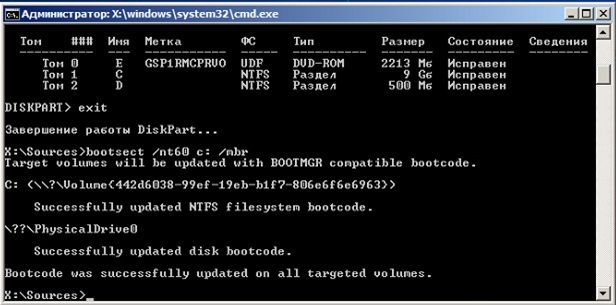 Администратор: X:\windows\system32\cmd.exe
Том ### Имя Метка ФС Тип Размер Состояние Сведения
Том 0 E GSP1RMCPRVO UDF DVD-ROM 2213 Мб Исправен
Том 1 C NTFS Раздел 9 Gб Исправен
Том 2 D NTFS Раздел 500 Мб Исправен
DISKPART> exit
Завершение работы DiskPart...
X:\Sources>bootsect /nt60 c: /mbr
Target volumes will be updated with BOOTMGR compatible bootcode.
C: (\\?\Volume{442d6038-99ef-19eb-b1f7-806e6f6e6963})
Successfully updated NTFS filesystem bootcode.
\??\PhysicalDrive0
Successfully updated disk bootcode.
Bootcode was successfully updated on all targeted volumes.
X:\Sources>_